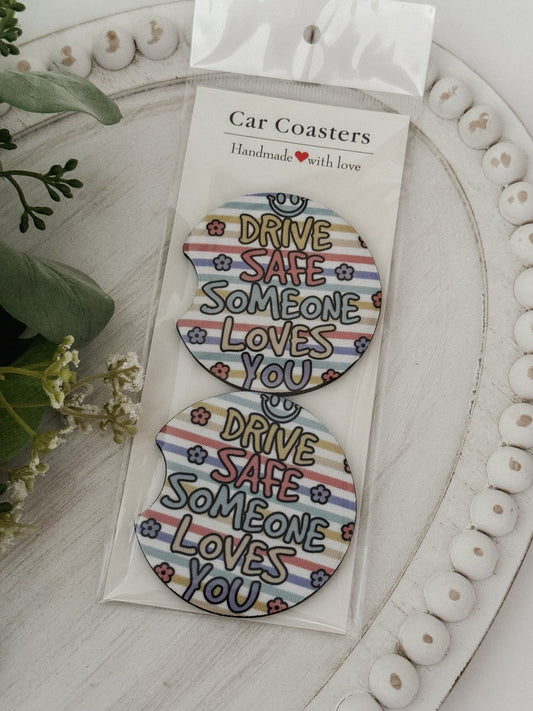 Car Coasters
Handmade❤with love
DRIVE
SAFE
SOMEONE
LOVES
YOU
DRIVE
SAFE
SOMEONE
LOVES
YOU